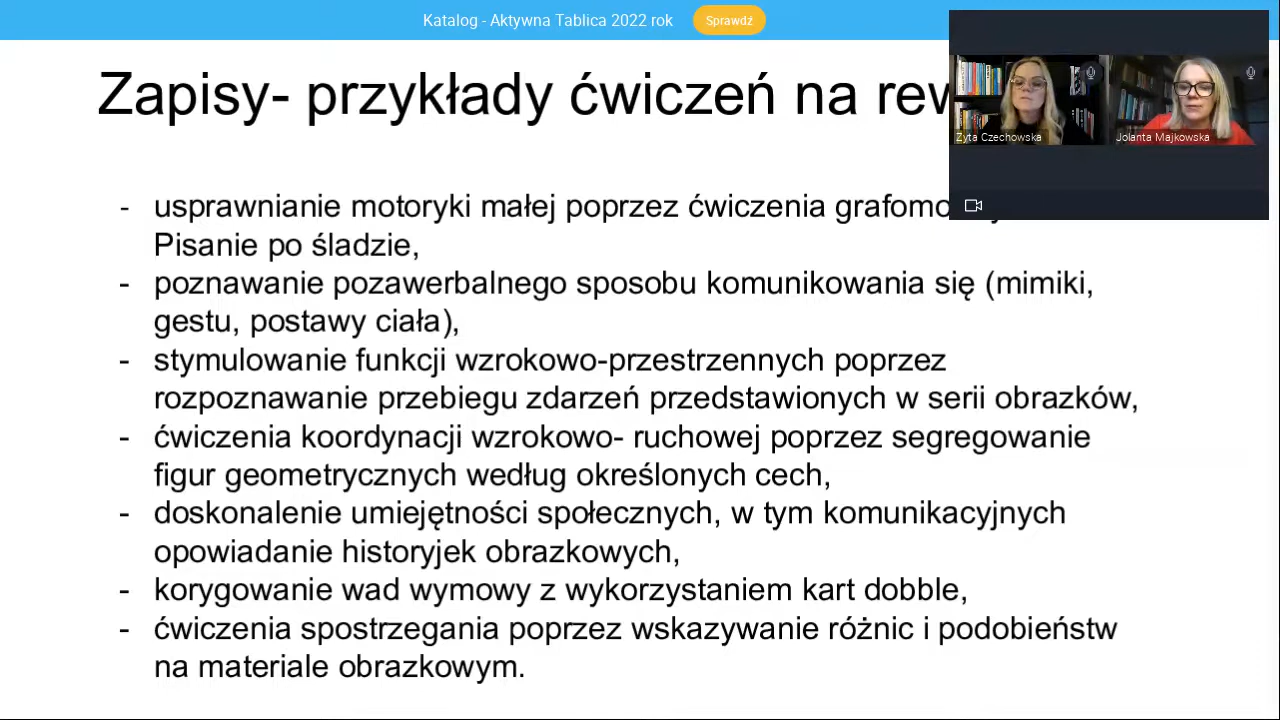 Katalog - Aktywna Tablica 2022 rok Sprawdź
Zapisy- przykłady ćwiczeń na
Zyta Czechowska
Jolanta Majkowska
- usprawnianie motoryki małej poprzez ćwiczenia
Pisanie po śladzie,
- poznawanie pozawerbalnego sposobu komunikowania się (mimiki,
gestu, postawy ciała),
- stymulowanie funkcji wzrokowo-przestrzennych poprzez
rozpoznawanie przebiegu zdarzeń przedstawionych w serii obrazków,
- ćwiczenia koordynacji wzrokowo- ruchowej poprzez segregowanie
figur geometrycznych według określonych cech,
- doskonalenie umiejętności społecznych, w tym komunikacyjnych
opowiadanie historyjek obrazkowych,
- korygowanie wad wymowy z wykorzystaniem kart dobble,
- ćwiczenia spostrzegania poprzez wskazywanie różnic i podobieństw
na materiale obrazkowym.